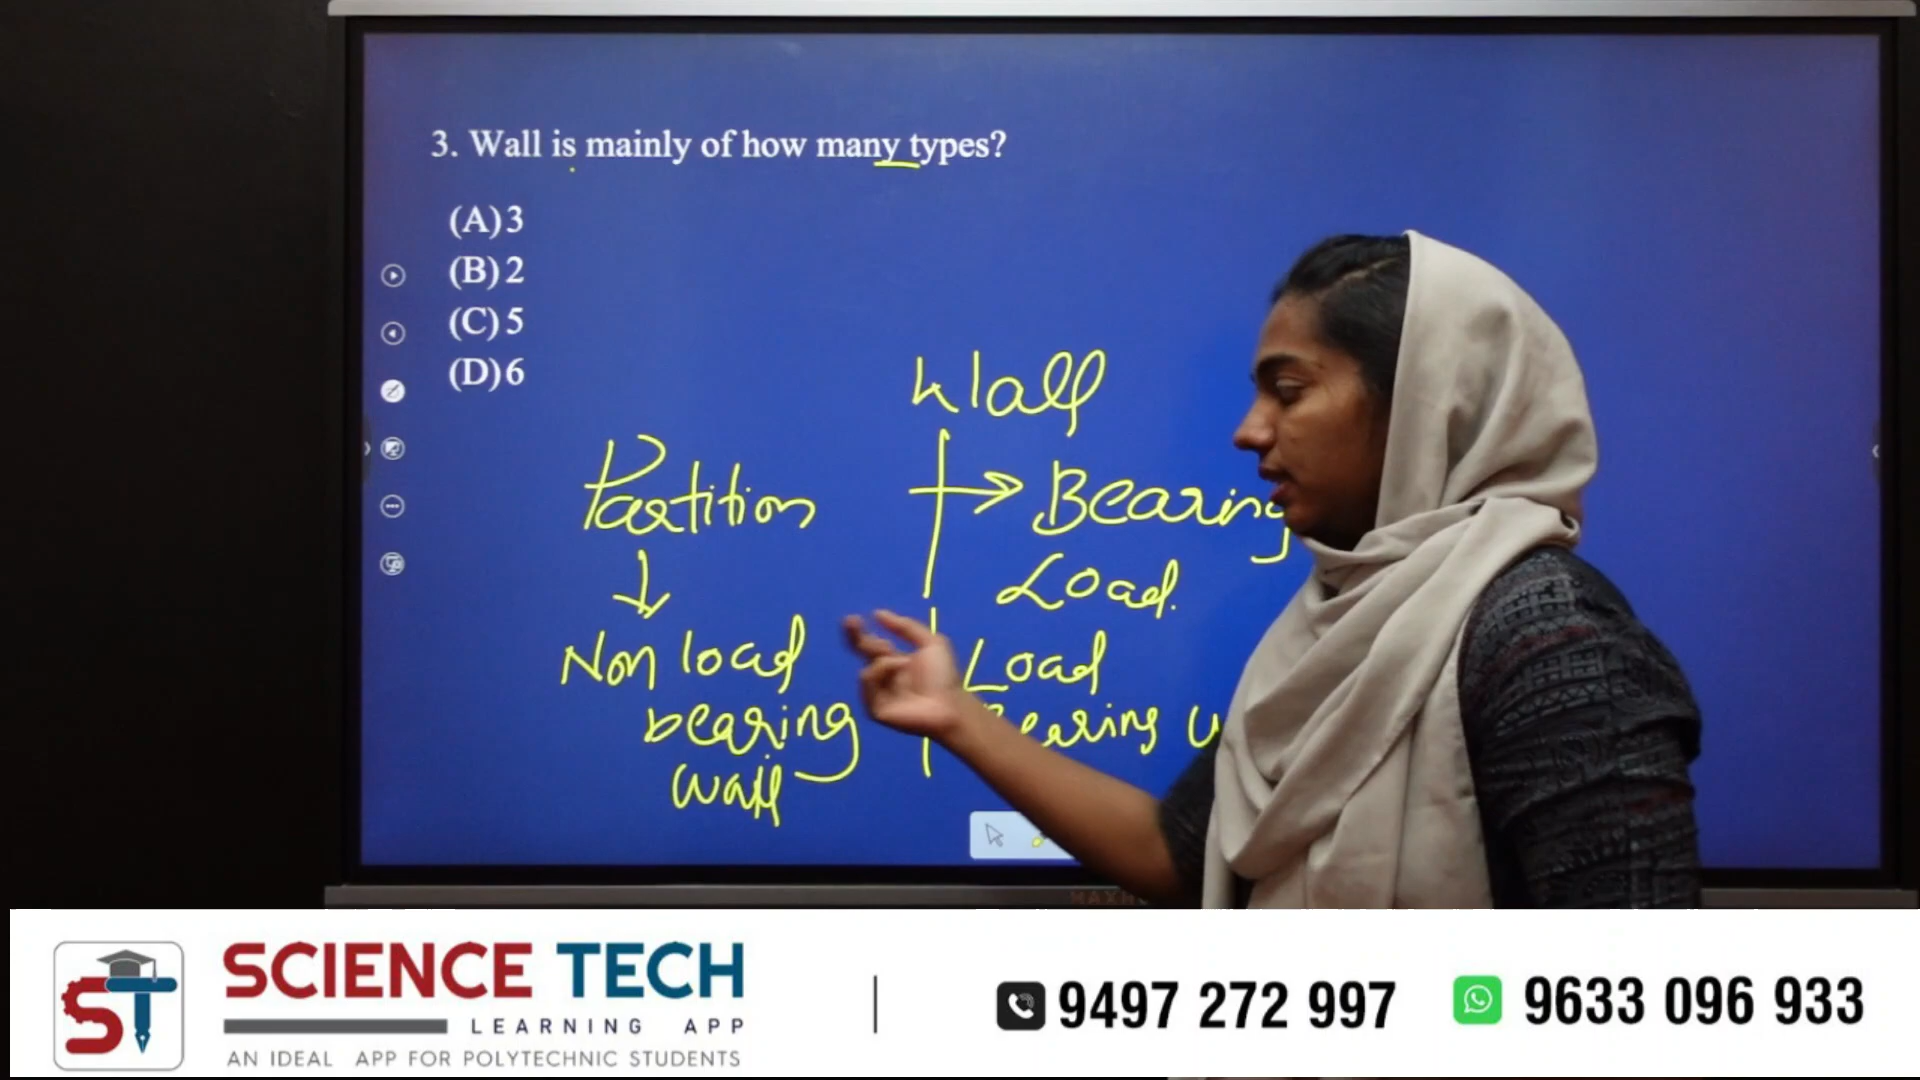 3. Wall is mainly of how many types?
(A) 3
(B) 2
(C) 5
(D) 6
Wall
Partition
Bearing
Load.
Non load
bearing
wall
Load
SCIENCE TECH
LEARNING APP
AN IDEAL APP FOR POLYTECHNIC STUDENTS
9497 272 997
9633 096 933